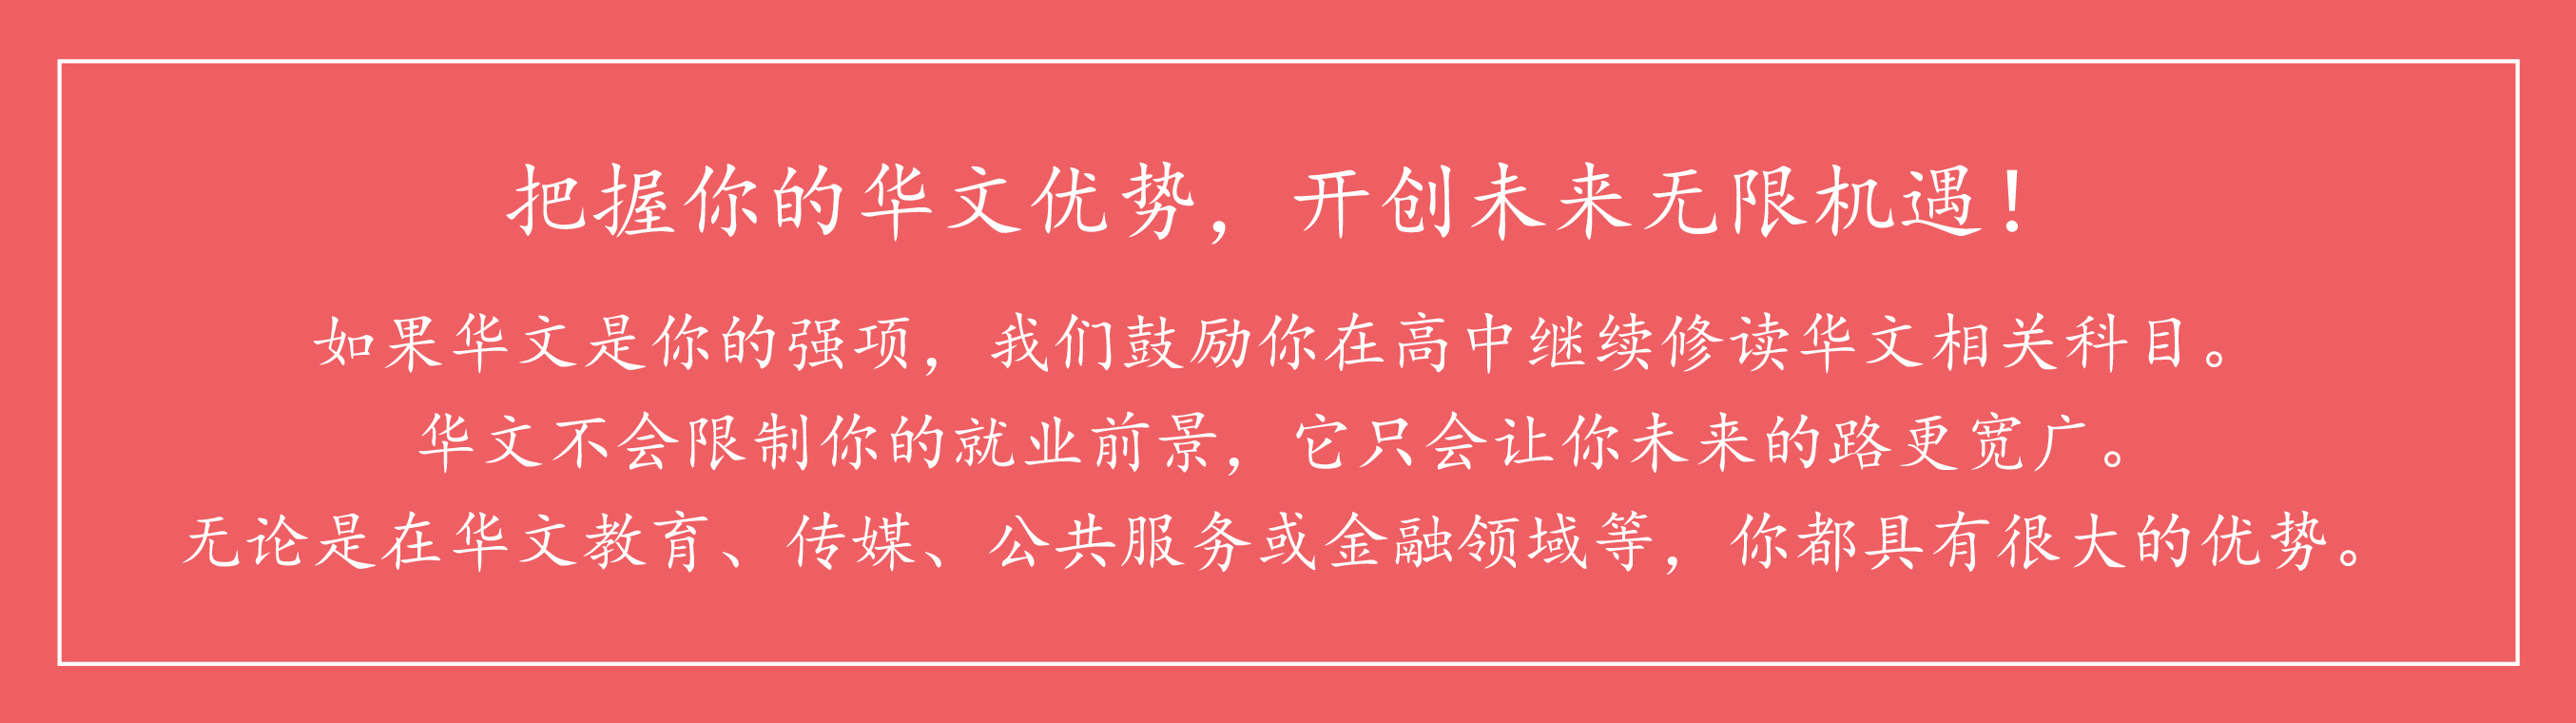 把握你的华文优势，开创未来无限机遇！
如果华文是你的强项，我们鼓励你在高中继续修读华文相关科目。
华文不会限制你的就业前景，它只会让你未来的路更宽广。
无论是在华文教育、传媒、公共服务或金融领域等，你都具有很大的优势。